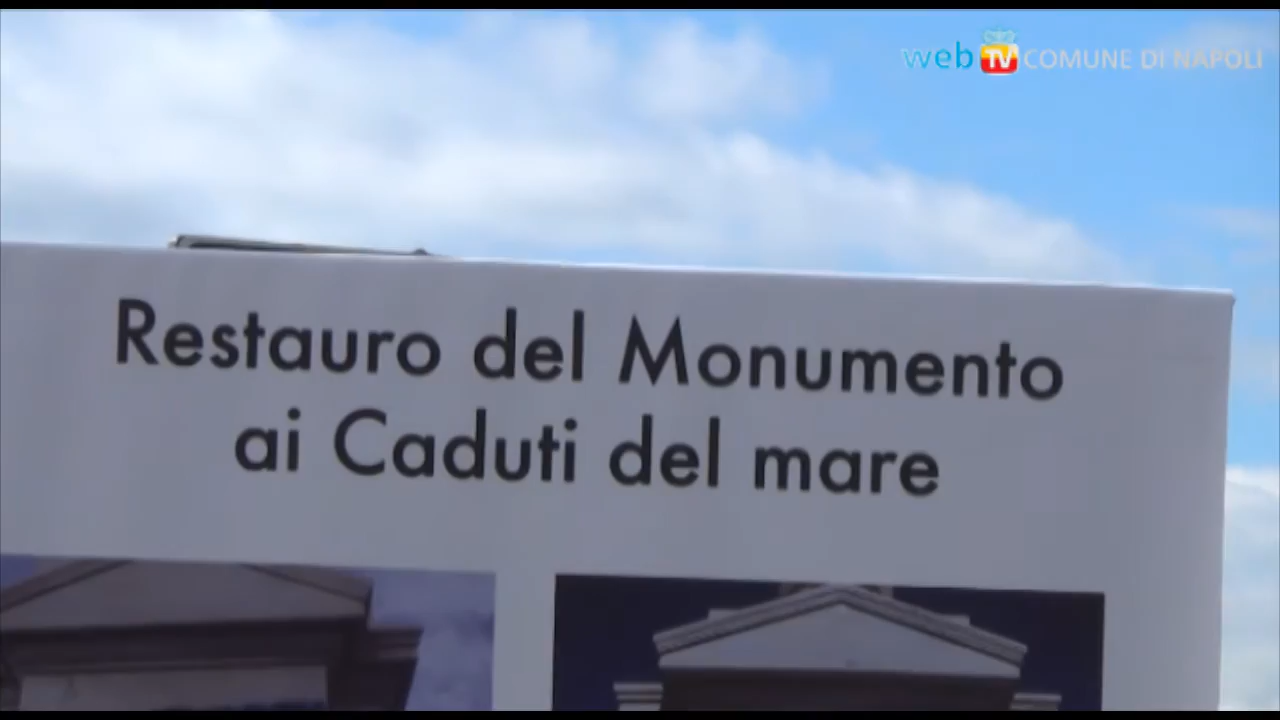 web TV COMUNE DI NAPOLI
Restauro del Monumento
ai Caduti del mare